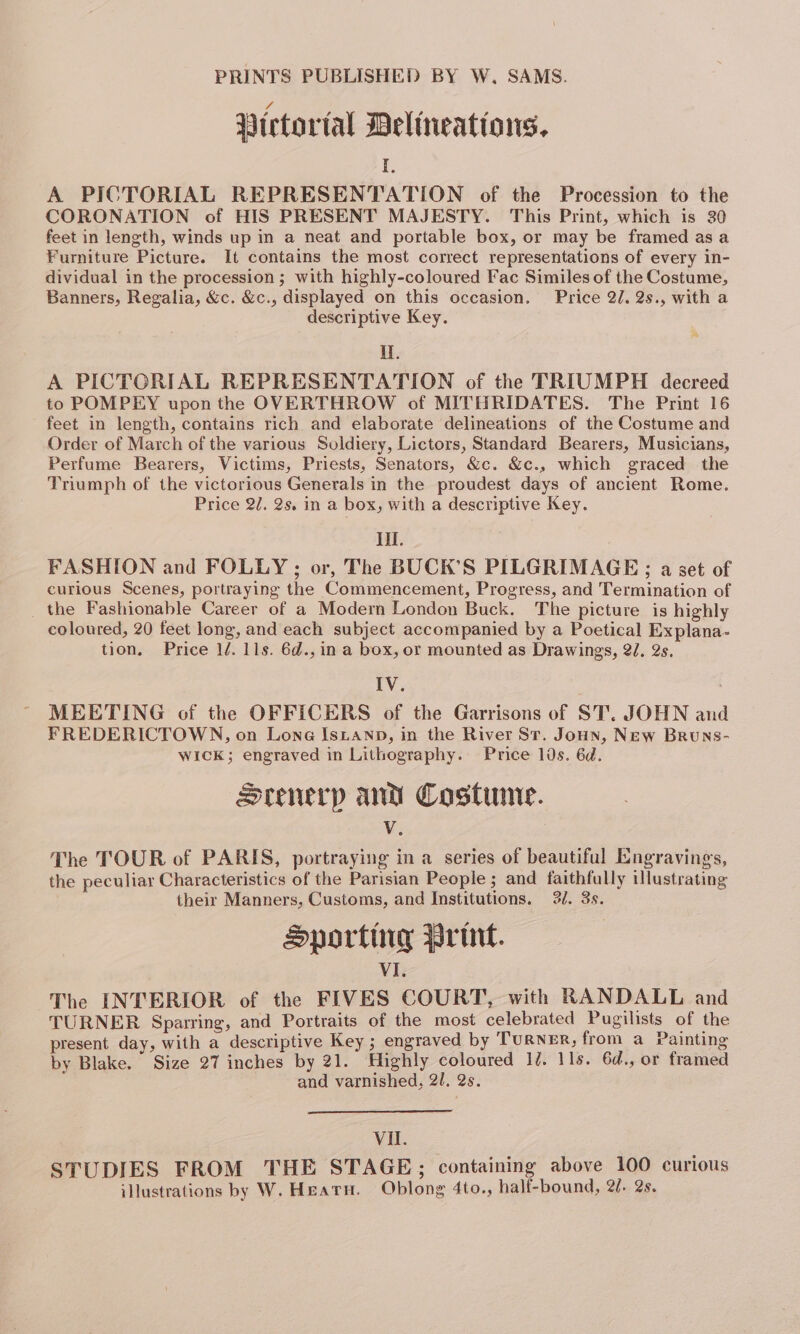 PRINTS PUBLISHED BY W. SAMS.
Pictorial Delineations.
I.
A PICTORIAL REPRESENTATION of the Procession to the
CORONATION of HIS PRESENT MAJESTY. This Print, which is 30
feet in length, winds up in a neat and portable box, or may be framed as a
Furniture Picture. It contains the most correct representations of every in-
dividual in the procession; with highly-coloured Fac Similes of the Costume,
Banners, Regalia, &c. &c., displayed on this occasion. Price 2l. 2s., with a
descriptive Key.
II.
A PICTORIAL REPRESENTATION of the TRIUMPH decreed
to POMPEY upon the OVERTHROW of MITHRIDATES. The Print 16
feet in length, contains rich and elaborate delineations of the Costume and
Order of March of the various Soldiery, Lictors, Standard Bearers, Musicians,
Perfume Bearers, Victims, Priests, Senators, &c. &c., which graced the
Triumph of the victorious Generals in the proudest days of ancient Rome.
Price 2l. 2s. in a box, with a descriptive Key.
III.
FASHION and FOLLY; or, The BUCK'S PILGRIMAGE; a set of
curious Scenes, portraying the Commencement, Progress, and Termination of
the Fashionable Career of a Modern London Buck. The picture is highly
coloured, 20 feet long, and each subject accompanied by a Poetical Explana-
tion. Price 1l. 11s. 6d., in a box, or mounted as Drawings, 2l. 2s.
IV.
MEETING of the OFFICERS of the Garrisons of ST. JOHN and
FREDERICTOWN, on LONG ISLAND, in the River ST. JOHN, NEW BRUNS-
WICK; engraved in Lithography. Price 10s. 6d.
Scenery and Costume.
V.
The TOUR of PARIS, portraying in a series of beautiful Engravings,
the peculiar Characteristics of the Parisian People; and faithfully illustrating
their Manners, Customs, and Institutions. 3l. 3s.
Sporting Print.
VI.
The INTERIOR of the FIVES COURT, with RANDALL and
TURNER Sparring, and Portraits of the most celebrated Pugilists of the
present day, with a descriptive Key; engraved by TURNER, from a Painting
by Blake. Size 27 inches by 21. Highly coloured 1l. 11s. 6d., or framed
and varnished, 2l. 2s.
VII.
STUDIES FROM THE STAGE; containing above 100 curious
illustrations by W. HEATH. Oblong 4to., half-bound, 2l. 2s.